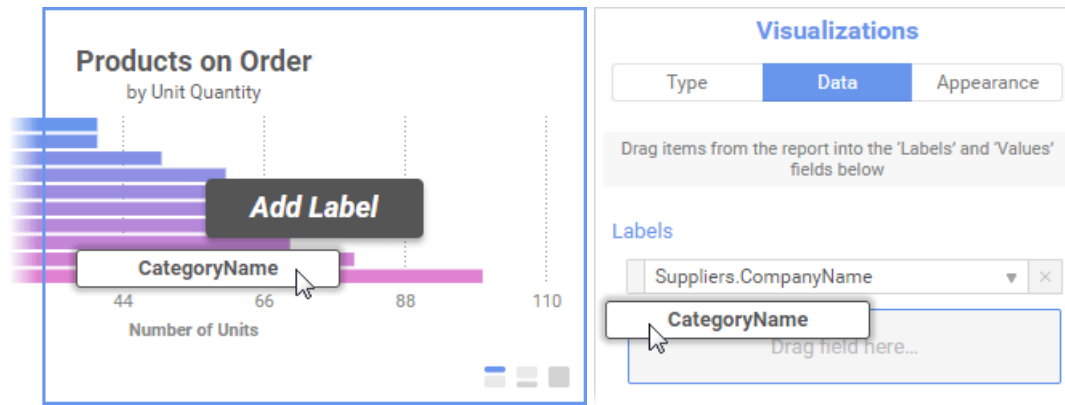 Products on Order
by Unit Quantity
Add Label
CategoryName
44 66 88 110
Number of Units
Visualizations
Type Data Appearance
Drag items from the report into the 'Labels' and 'Values'
fields below
Labels
Suppliers.CompanyName
CategoryName
Drag field here...